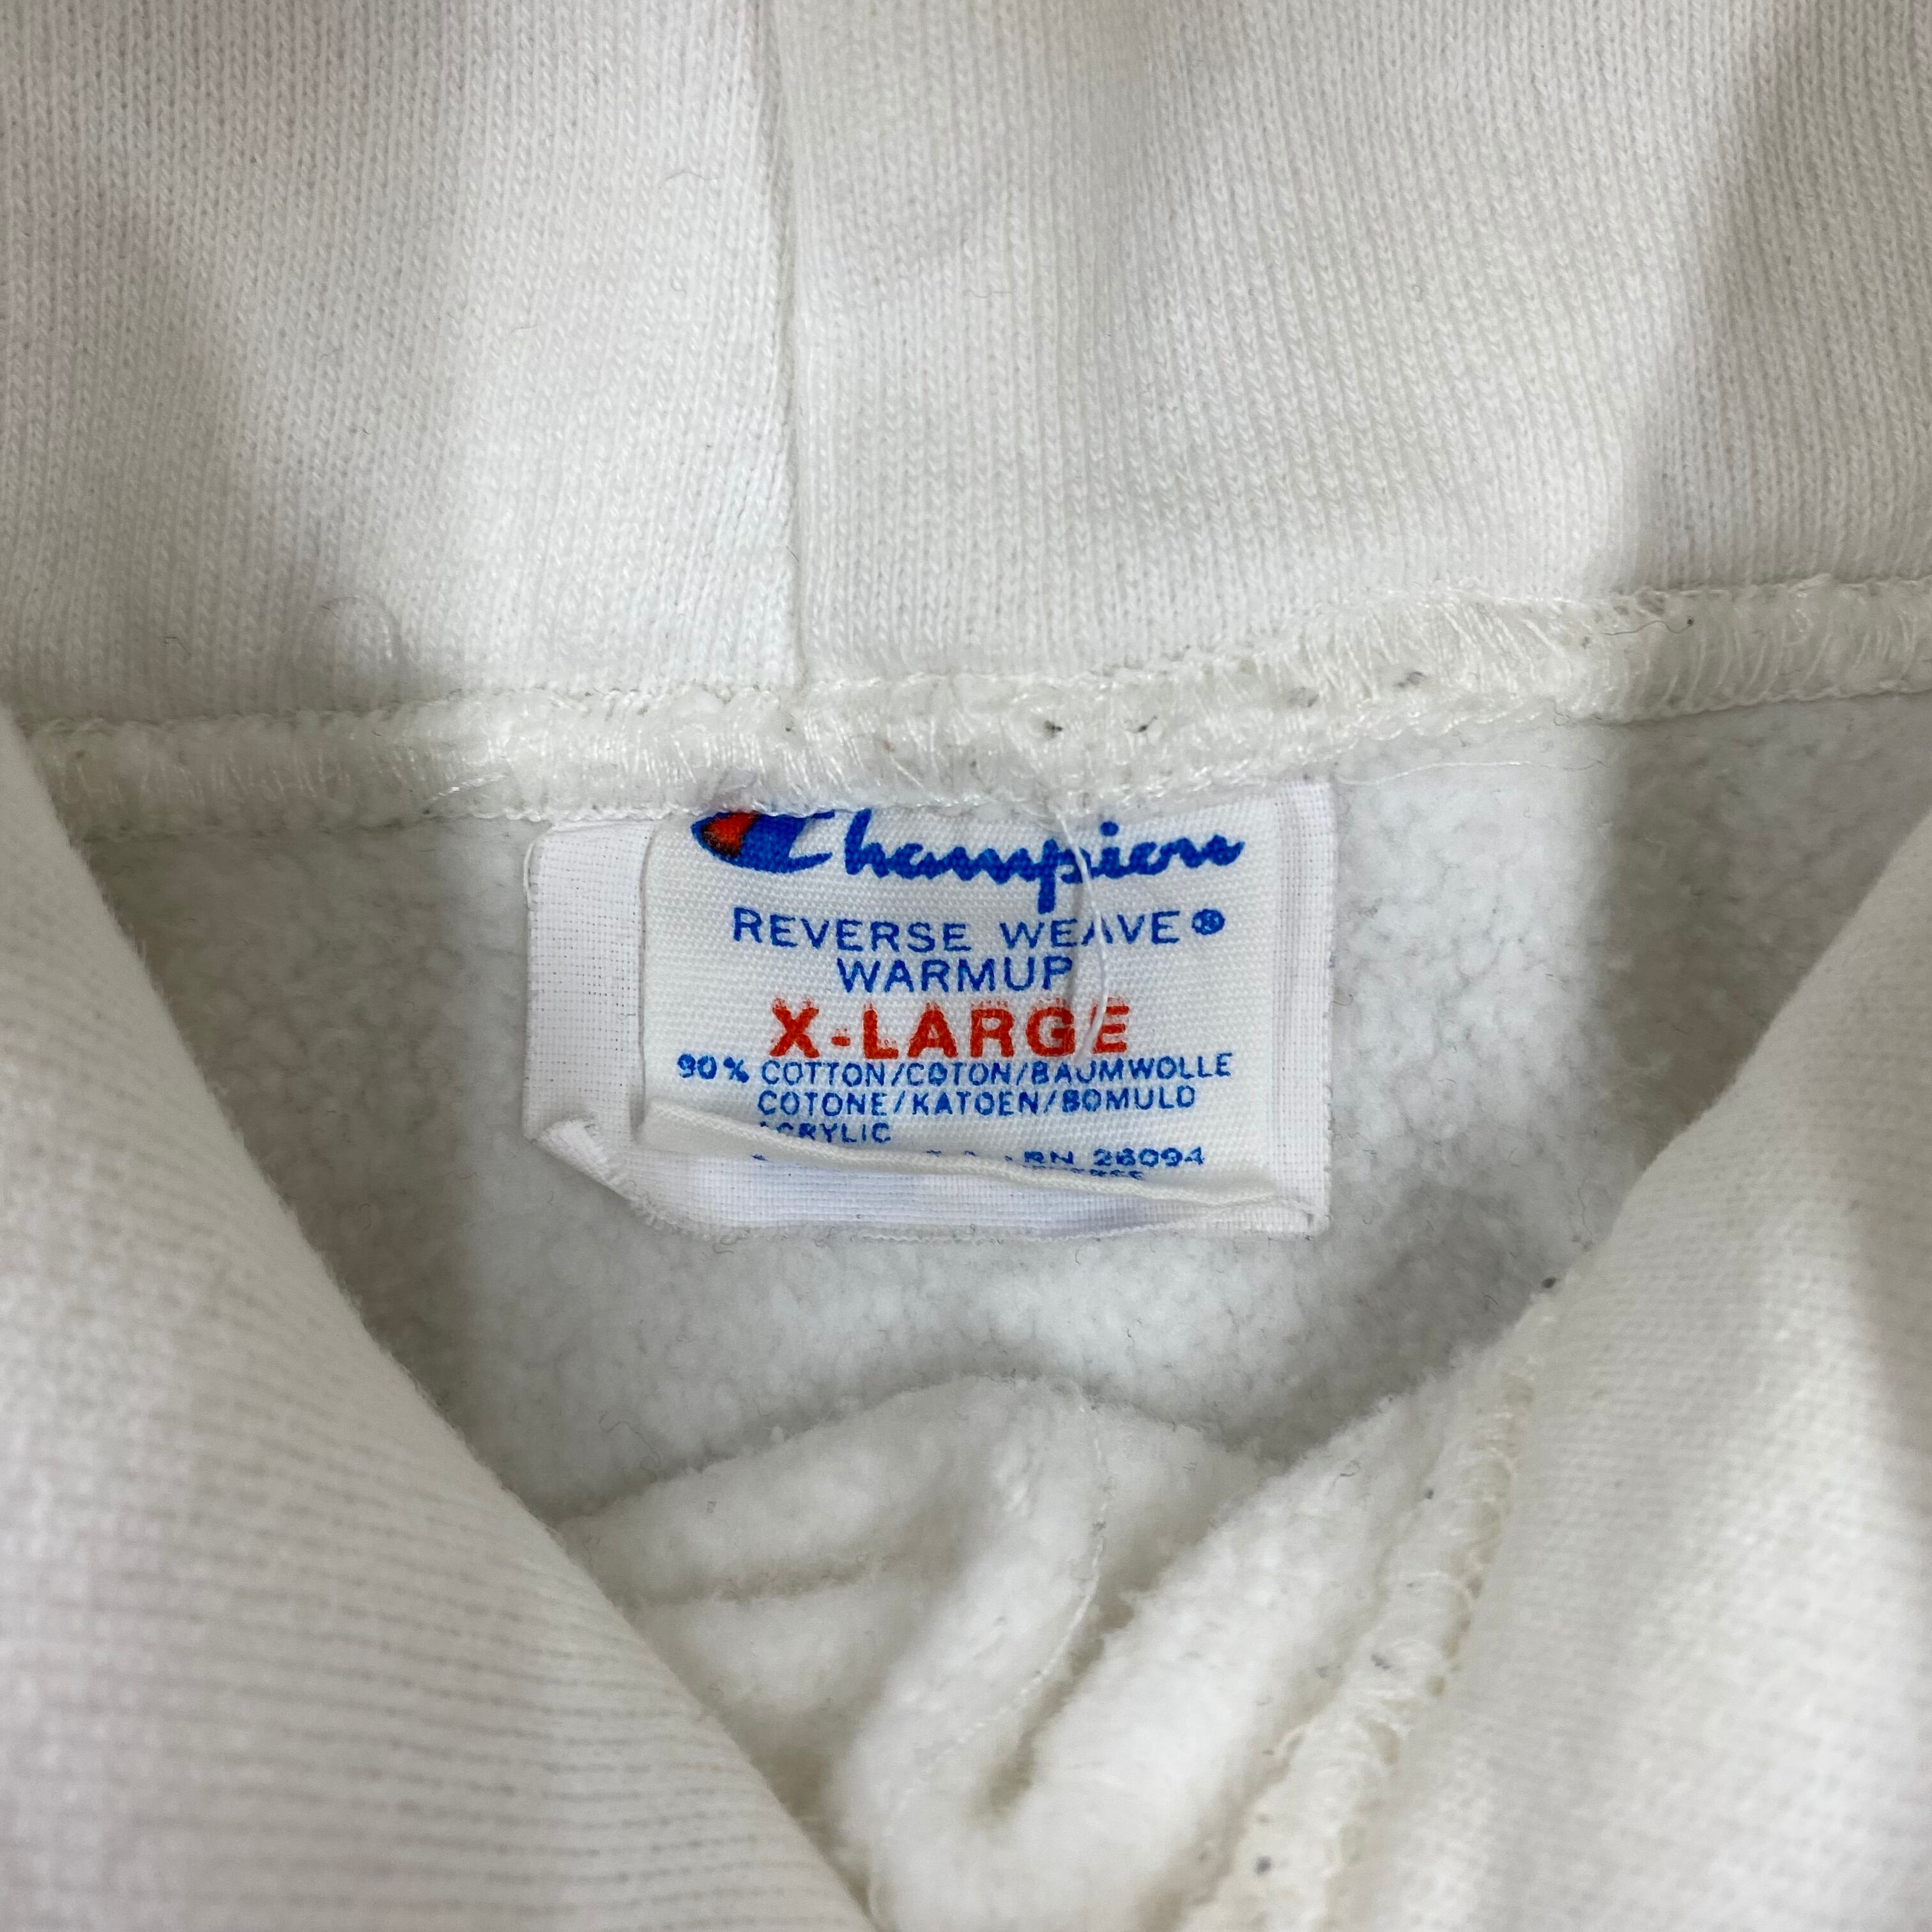 Champion
REVERSE WEAVE®
WARMUP
X-LARGE
90% COTTON/COTON/BAUMWOLLE
COTONE/KATOEN/BOMULD
ACRYLIC
RN 26094